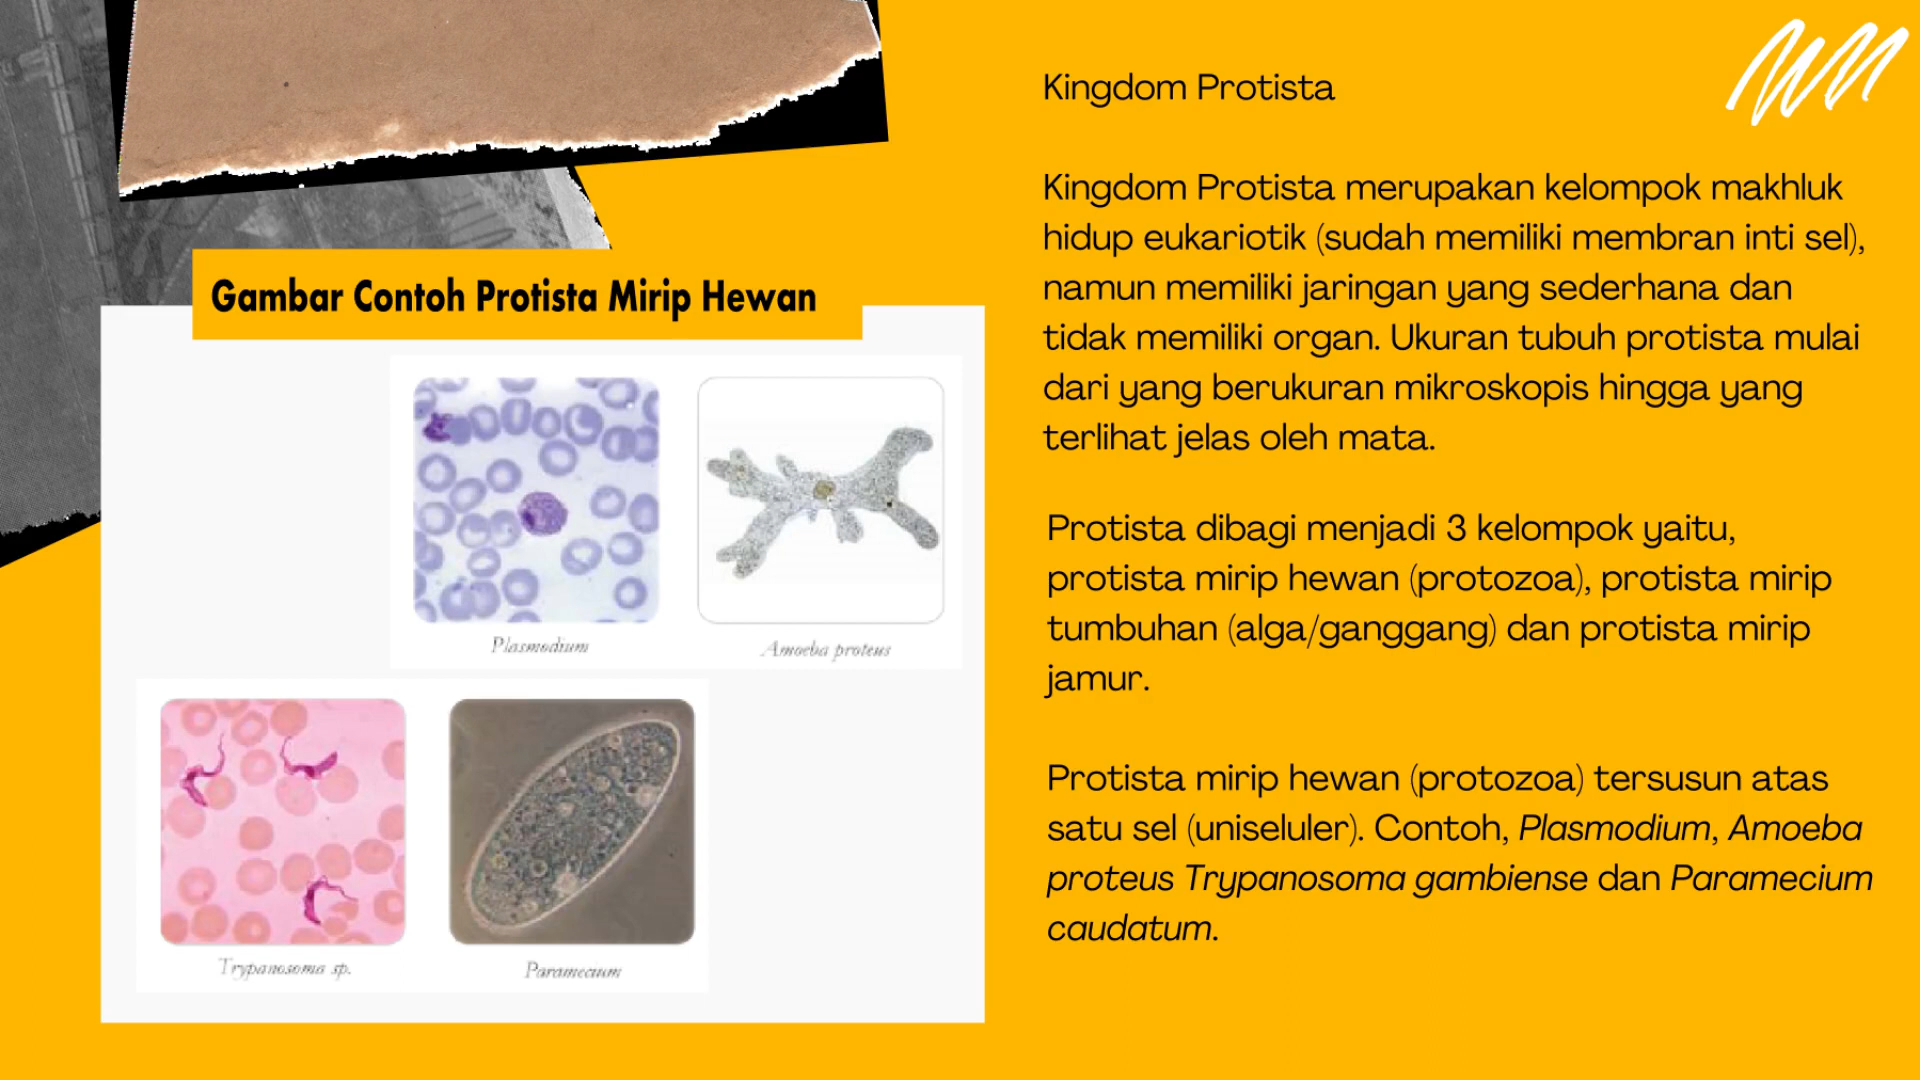 Gambar Contoh Protista Mirip Hewan
Plasmodium
Amoeba proteus
Trypanosoma sp.
Paramecium
Kingdom Protista
Kingdom Protista merupakan kelompok makhluk
hidup eukariotik (sudah memiliki membran inti sel),
namun memiliki jaringan yang sederhana dan
tidak memiliki organ. Ukuran tubuh protista mulai
dari yang berukuran mikroskopis hingga yang
terlihat jelas oleh mata.
Protista dibagi menjadi 3 kelompok yaitu,
protista mirip hewan (protozoa), protista mirip
tumbuhan (alga/ganggang) dan protista mirip
jamur.
Protista mirip hewan (protozoa) tersusun atas
satu sel (uniseluler). Contoh, Plasmodium, Amoeba
proteus Trypanosoma gambiense dan Paramecium
caudatum.